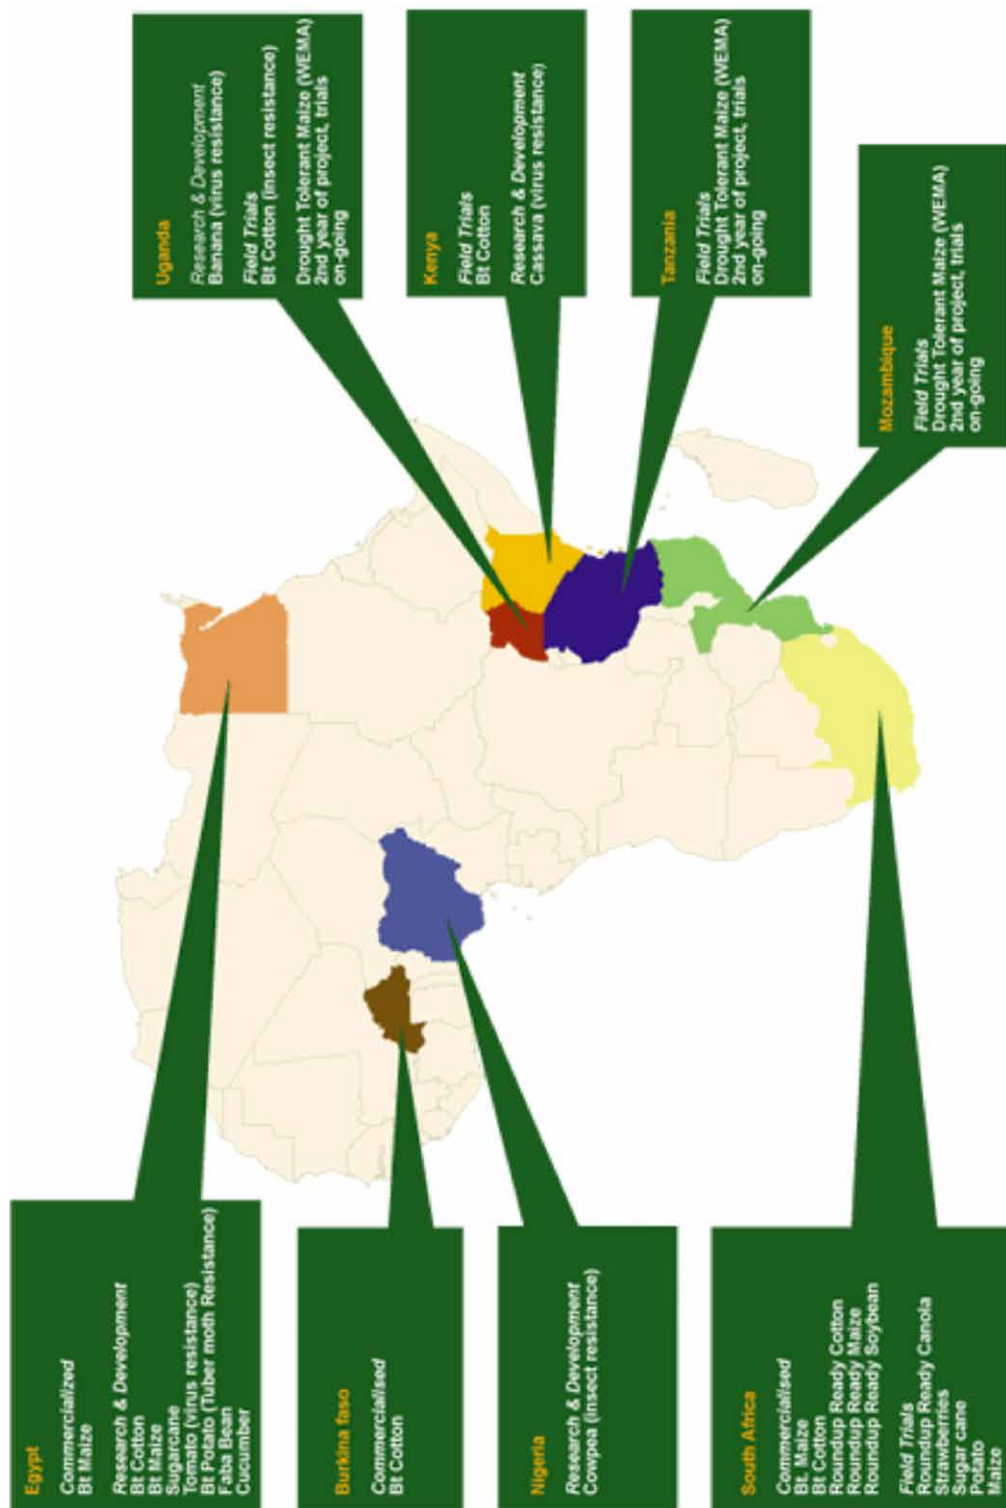 Egypt
Commercialized
Bt Maize
Research & Development
Bt Cotton
Bt Maize
Sugarcane
Tomato (virus resistance)
Bt Potato (Tuber moth Resistance)
Faba Bean
Cucumber
Burkina faso
Commercialised
Bt Cotton
Nigeria
Research & Development
Cowpea (insect resistance)
South Africa
Commercialised
Bt. Maize
Bt Cotton
Roundup Ready Cotton
Roundup Ready Maize
Roundup Ready Soybean
Field Trials
Roundup Ready Canola
Strawberries
Sugar cane
Potato
Maize
Uganda
Research & Development
Banana (virus resistance)
Field Trials
Bt Cotton (insect resistance)
Drought Tolerant Maize (WEMA)
2nd year of project, trials
on-going
Kenya
Field Trials
Bt Cotton
Research & Development
Cassava (virus resistance)
Tanzania
Field Trials
Drought Tolerant Maize (WEMA)
2nd year of project, trials
on-going
Mozambique
Field Trials
Drought Tolerant Maize (WEMA)
2nd year of project, trials
on-going